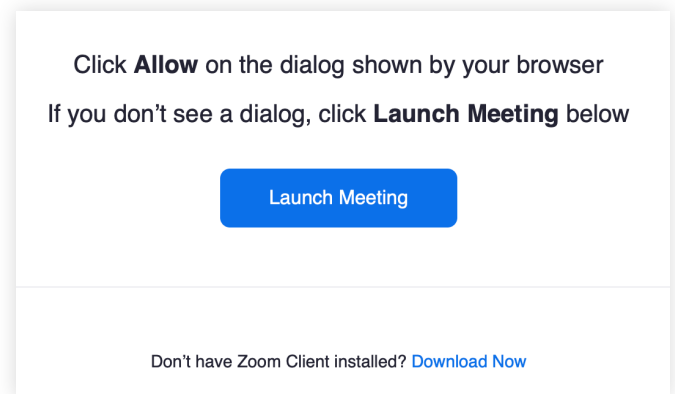 Click Allow on the dialog shown by your browser
If you don’t see a dialog, click Launch Meeting below
Launch Meeting
Don’t have Zoom Client installed? Download Now